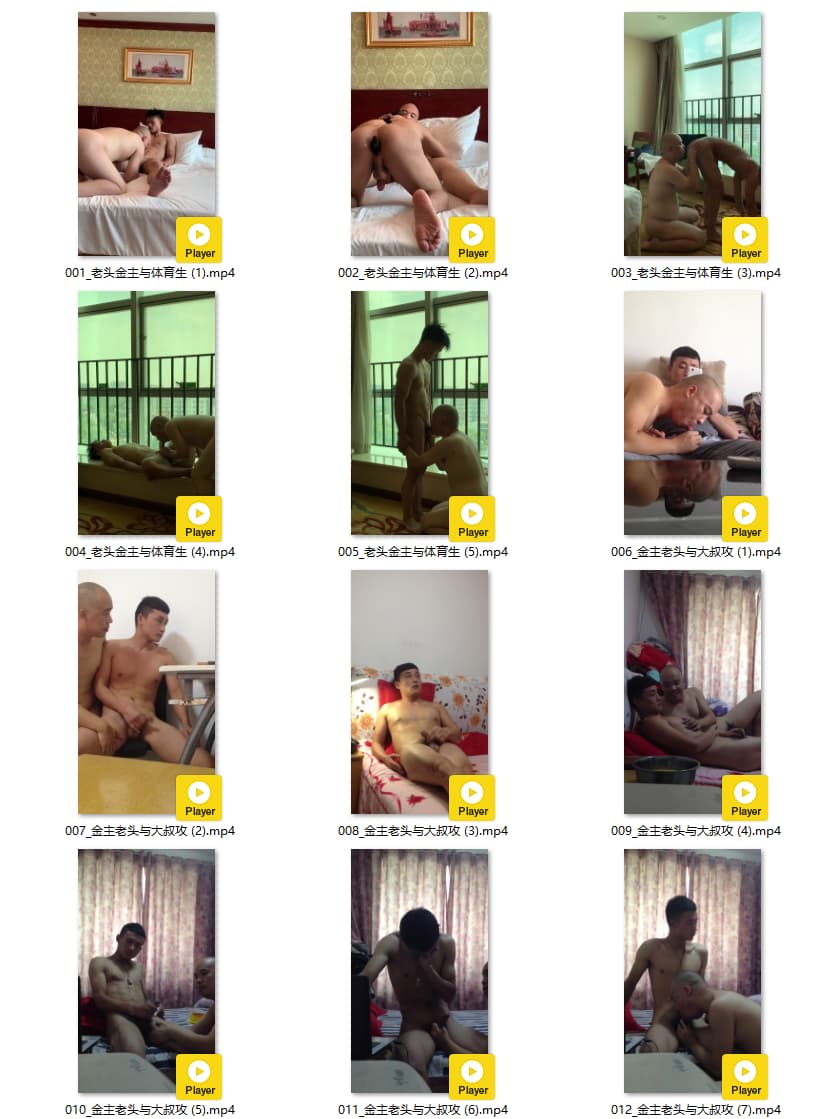 Player Player Player
001_老头金主与体育生 (1).mp4 002_老头金主与体育生 (2).mp4 003_老头金主与体育生 (3).mp4
Player Player Player
004_老头金主与体育生 (4).mp4 005_老头金主与体育生 (5).mp4 006_金主老头与大叔攻 (1).mp4
Player Player Player
007_金主老头与大叔攻 (2).mp4 008_金主老头与大叔攻 (3).mp4 009_金主老头与大叔攻 (4).mp4
Player Player Player
010_金主老头与大叔攻 (5).mp4 011_金主老头与大叔攻 (6).mp4 012_金主老头与大叔攻 (7).mp4